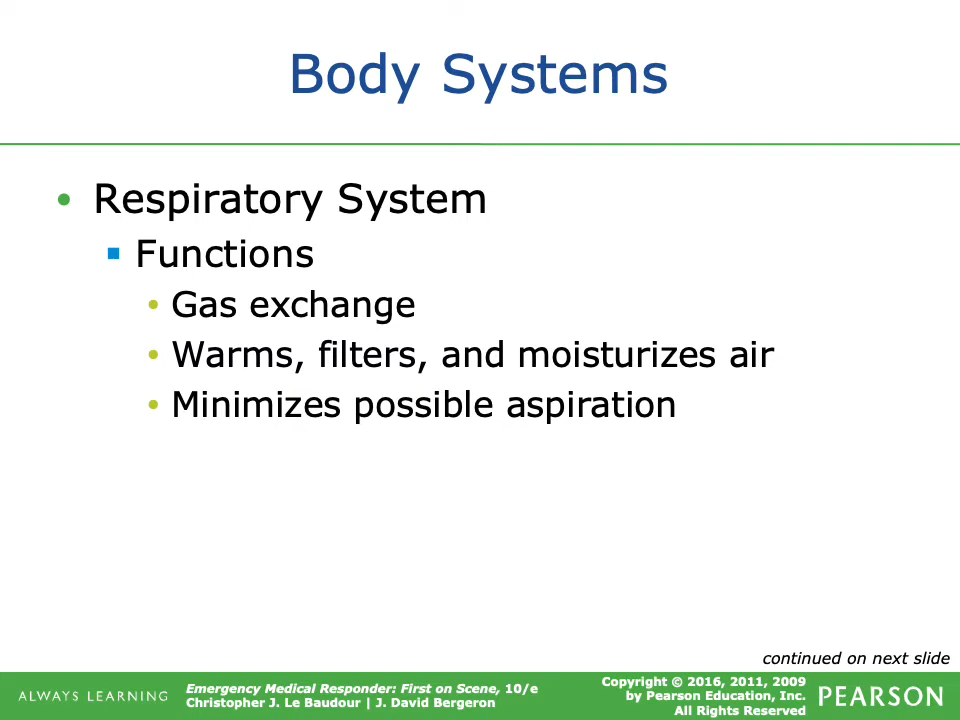 Body Systems
• Respiratory System
▪ Functions
• Gas exchange
• Warms, filters, and moisturizes air
• Minimizes possible aspiration
continued on next slide
ALWAYS LEARNING
Emergency Medical Responder: First on Scene, 10/e
Christopher J. Le Baudour | J. David Bergeron
Copyright © 2016, 2011, 2009
by Pearson Education, Inc.
All Rights Reserved
PEARSON